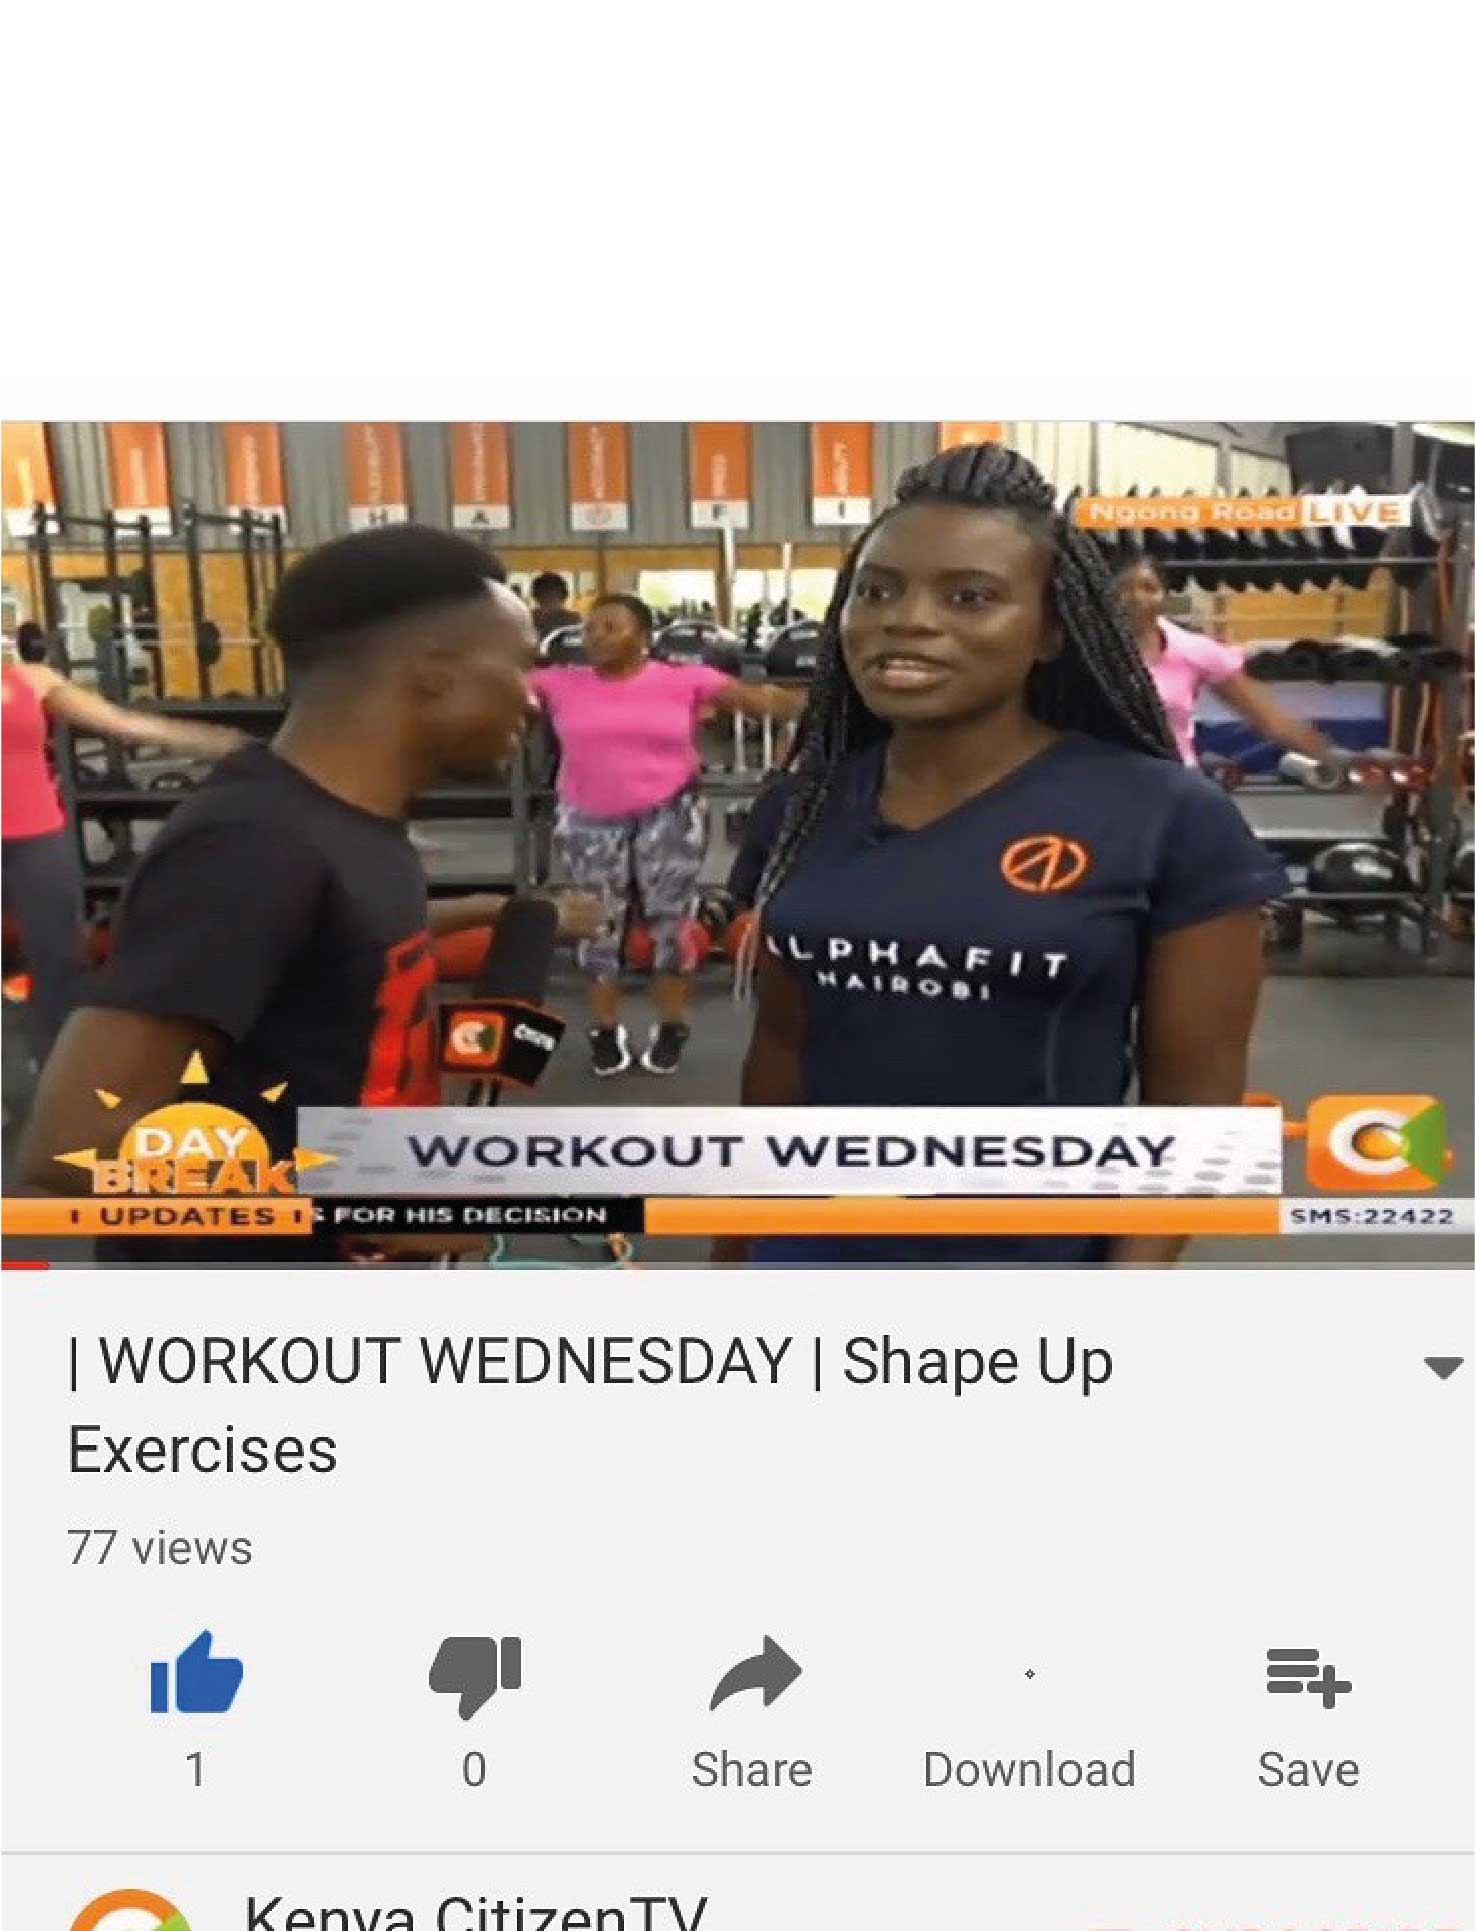 H
A
F
I
Ngong Road LIVE
ALPHAFIT
NAIROBI
DAY
BREAK
WORKOUT WEDNESDAY
UPDATES
FOR HIS DECISION
SMS:22422
| WORKOUT WEDNESDAY | Shape Up
Exercises
77 views
1
0
Share
Download
Save
Kenya CitizenTV